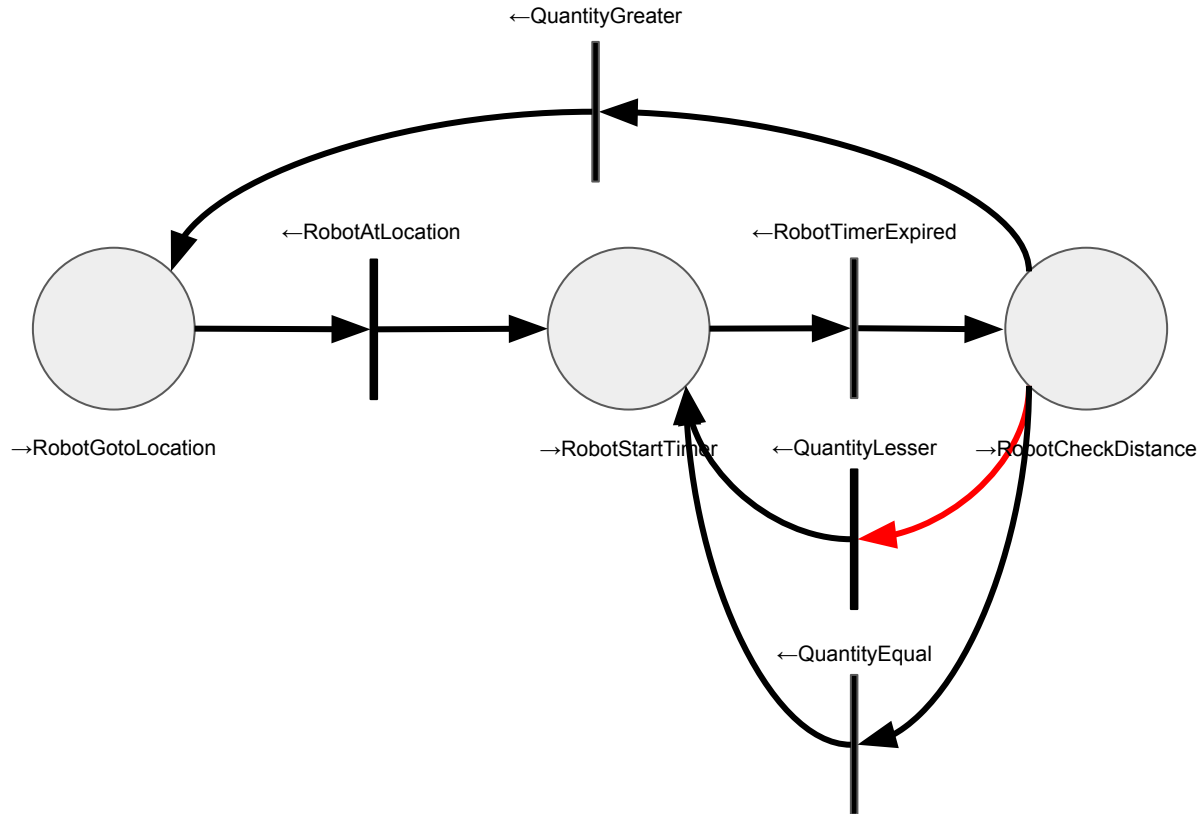 ←QuantityGreater
←RobotAtLocation
←RobotTimerExpired
→RobotGotoLocation
→RobotStartTimer
←QuantityLesser
→RobotCheckDistance
←QuantityEqual